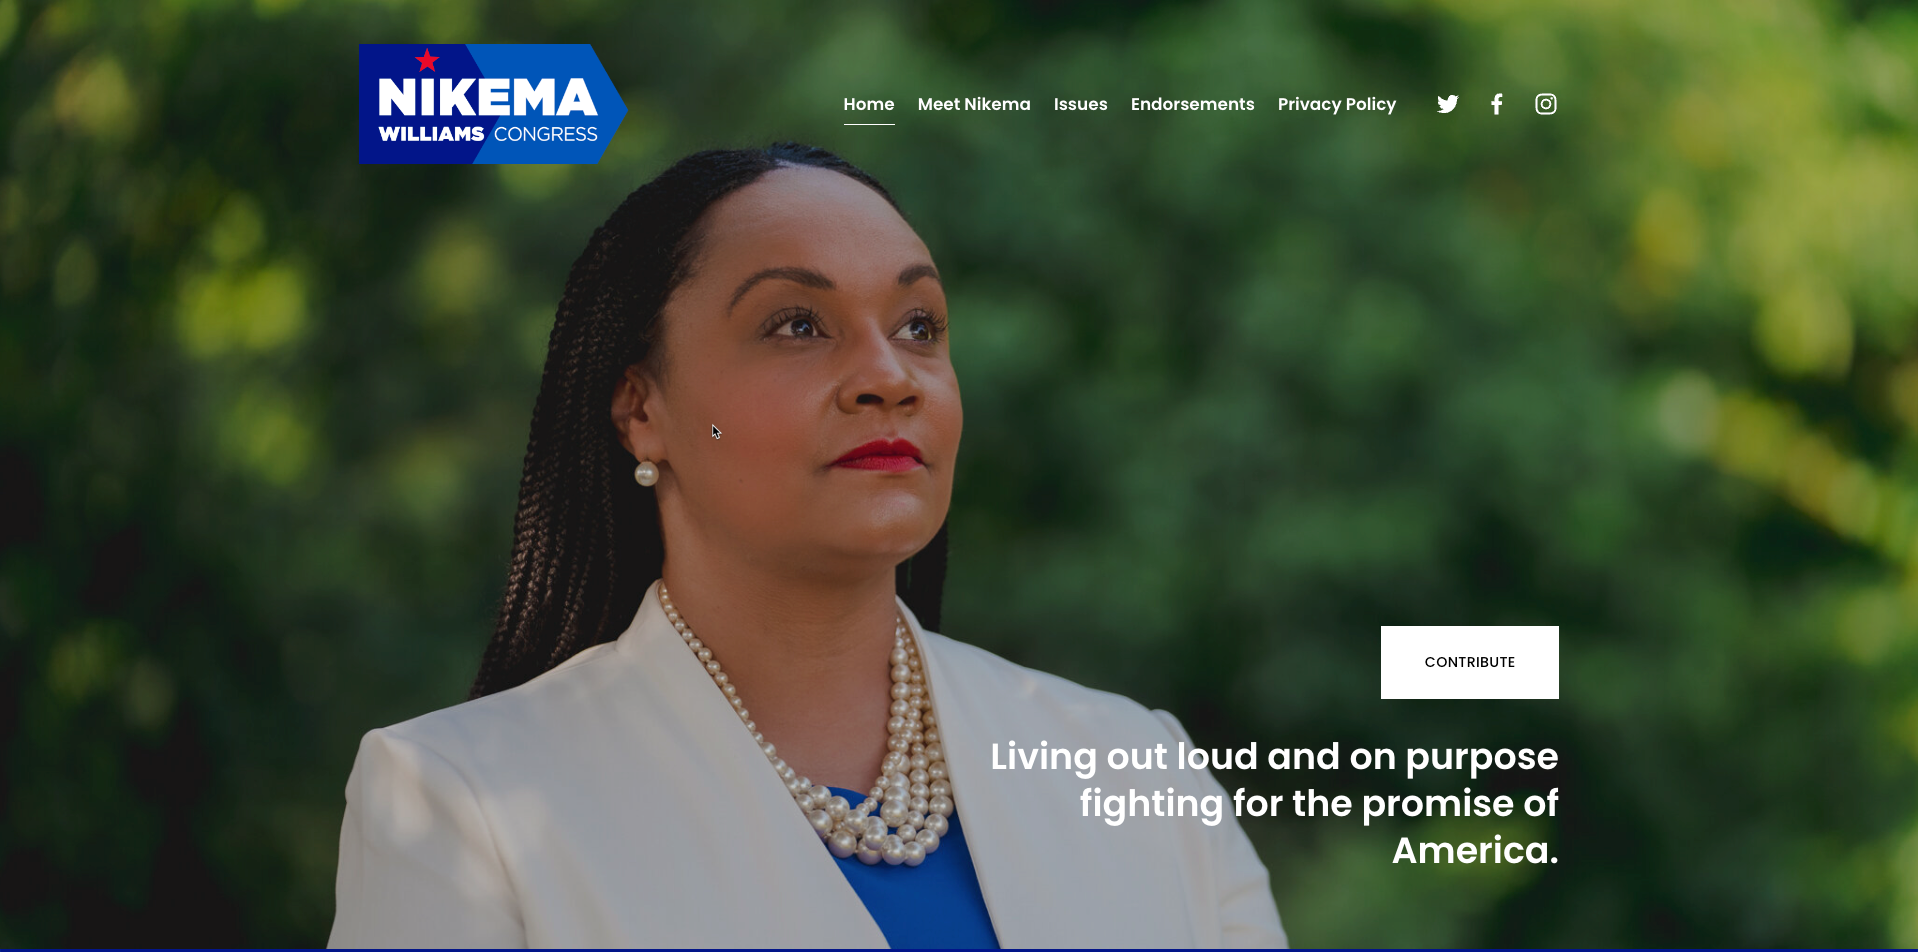 NIKEMA
WILLIAMS CONGRESS
Home Meet Nikema Issues Endorsements Privacy Policy
CONTRIBUTE
Living out loud and on purpose
fighting for the promise of
America.